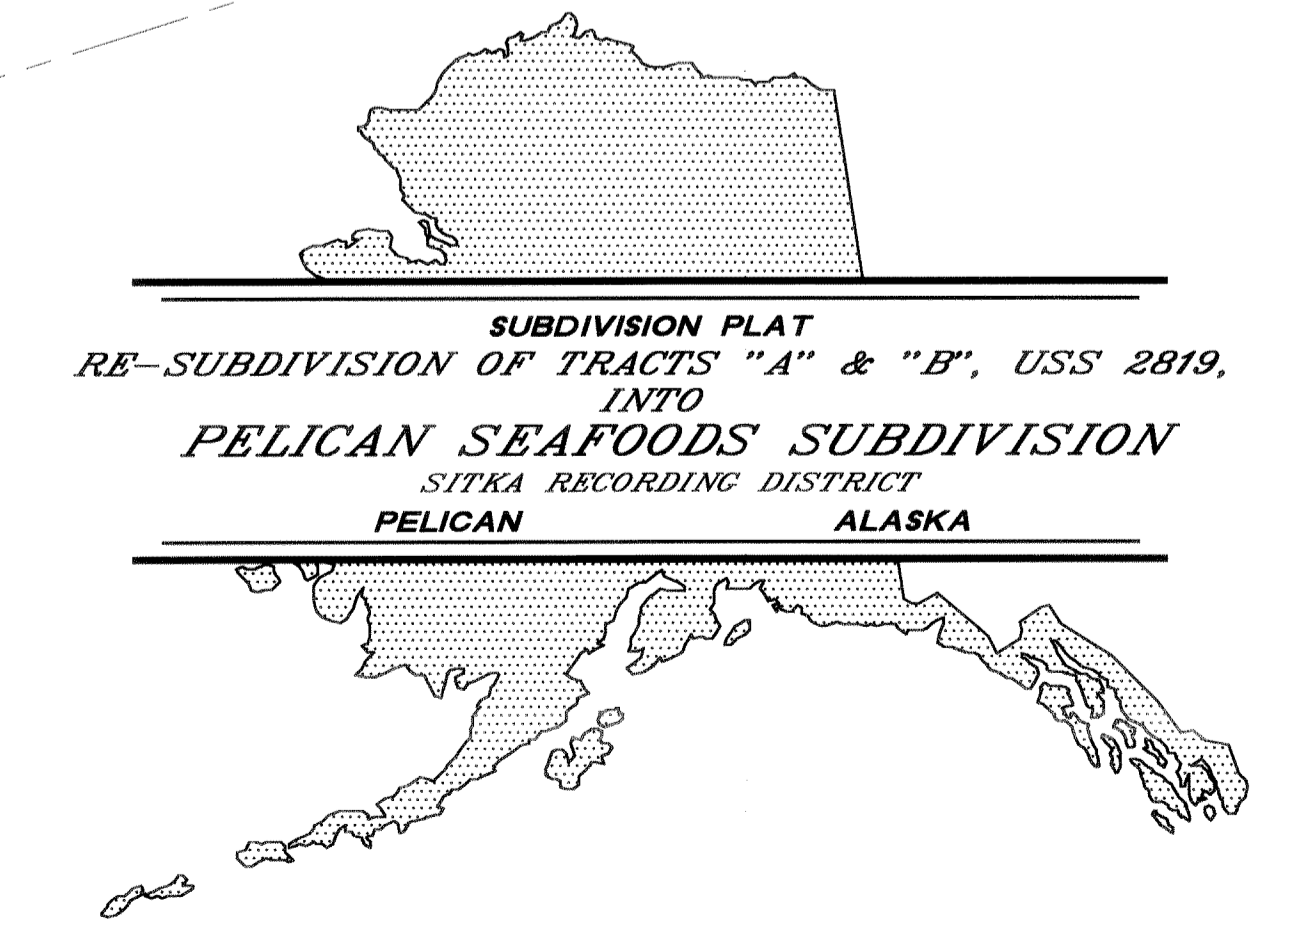 SUBDIVISION PLAT
RE-SUBDIVISION OF TRACTS "A" & "B", USS 2819,
INTO
PELICAN SEAFOODS SUBDIVISION
SITKA RECORDING DISTRICT
PELICAN ALASKA